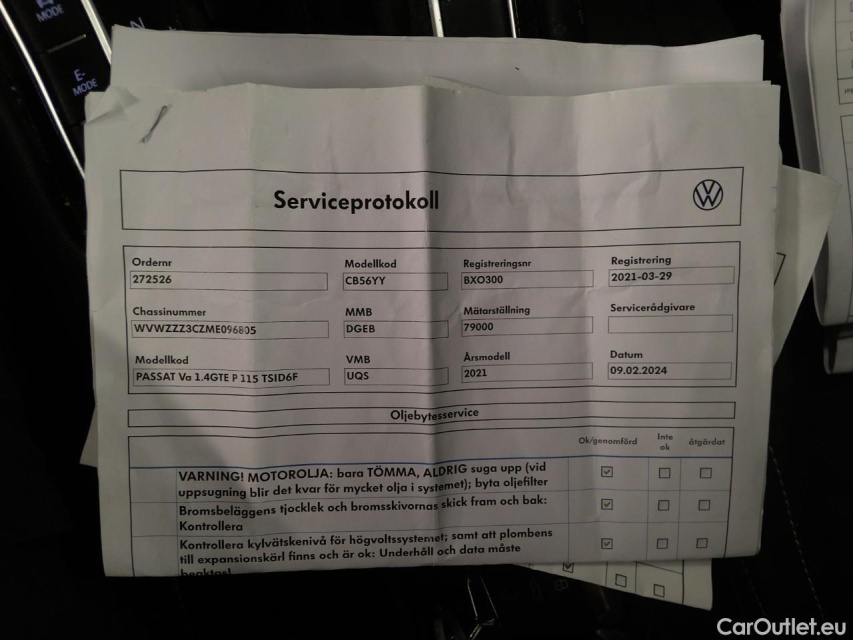 MODE
E-
MODE
Serviceprotokoll
Ordernr
272526
Modellkod
CB56YY
Registreringsnr
BXO300
Registrering
2021-03-29
Chassinummer
WVWZZZ3CZME096805
MMB
DGEB
Mätarställning
79000
Servicerådgivare
Modellkod
PASSAT Va 1.4GTE P 115 TSID6F
VMB
UQS
Årsmodell
2021
Datum
09.02.2024
Oljebytesservice
Ok/genomförd
Inte
ok
åtgärdat
VARNING! MOTOROLJA: bara TÖMMA, ALDRIG suga upp (vid
uppsugning blir det kvar för mycket olja i systemet); byta oljefilter
Bromsbeläggens tjocklek och bromsskivornas skick fram och bak:
Kontrollera
Kontrollera kylvätskenivå för högvoltssystemet; samt att plombens
till expansionskärl finns och är ok: Underhåll och data måste
beaktas!
CarOutlet.eu